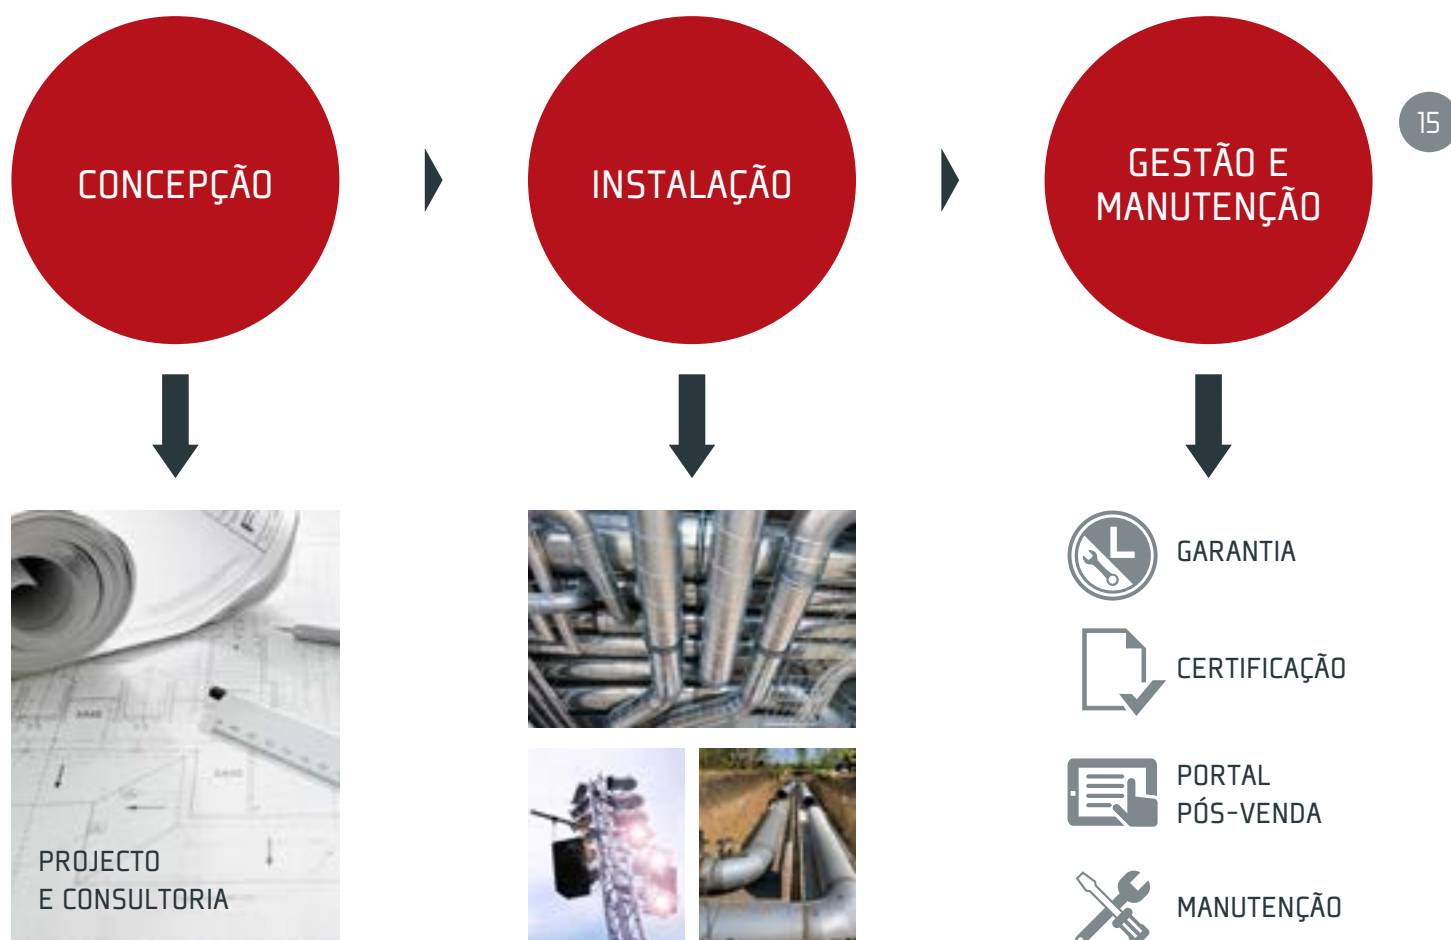 CONCEPÇÃO
INSTALAÇÃO
GESTÃO E
MANUTENÇÃO
15
PROJECTO
E CONSULTORIA
GARANTIA
CERTIFICAÇÃO
PORTAL
PÓS-VENDA
MANUTENÇÃO